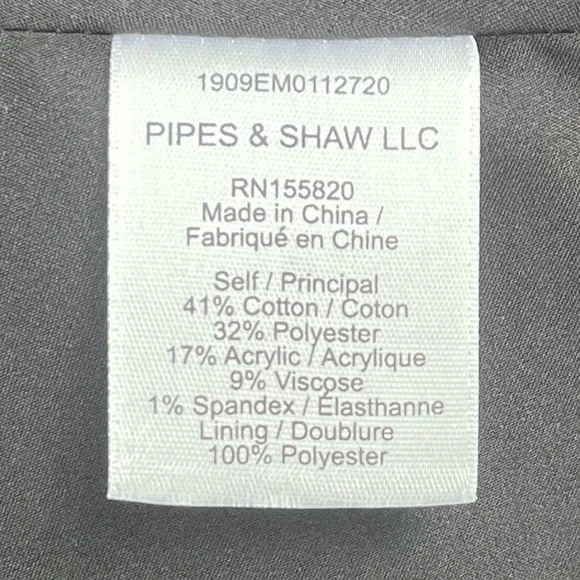 1909EM0112720
PIPES & SHAW LLC
RN155820
Made in China /
Fabriqué en Chine
Self / Principal
41% Cotton / Coton
32% Polyester
17% Acrylic / Acrylique
9% Viscose
1% Spandex / Élasthanne
Lining / Doublure
100% Polyester